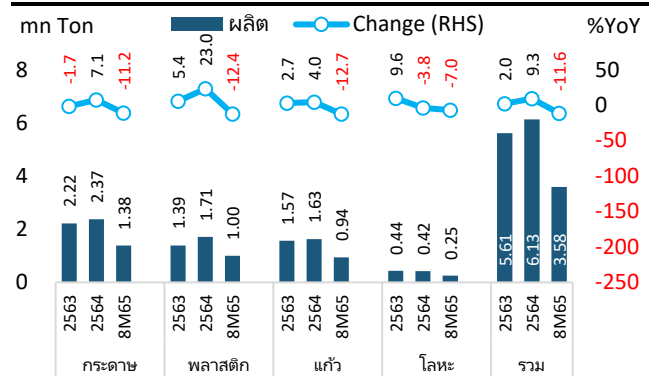 mn Ton ผลิต Change (RHS) %YoY
-1.7 7.1 -11.2 5.4 23.0 -12.4 2.7 4.0 -12.7 9.6 -3.8 -7.0 2.0 9.3 -11.6
8 6 4 2 0
50 0 -50 -100 -150 -200 -250
2.22 2.37 1.38 1.39 1.71 1.00 1.57 1.63 0.94 0.44 0.42 0.25 5.61 6.13 3.58
2563 2564 8M65 2563 2564 8M65 2563 2564 8M65 2563 2564 8M65 2563 2564 8M65
กระดาษ พลาสติก แก้ว โลหะ รวม